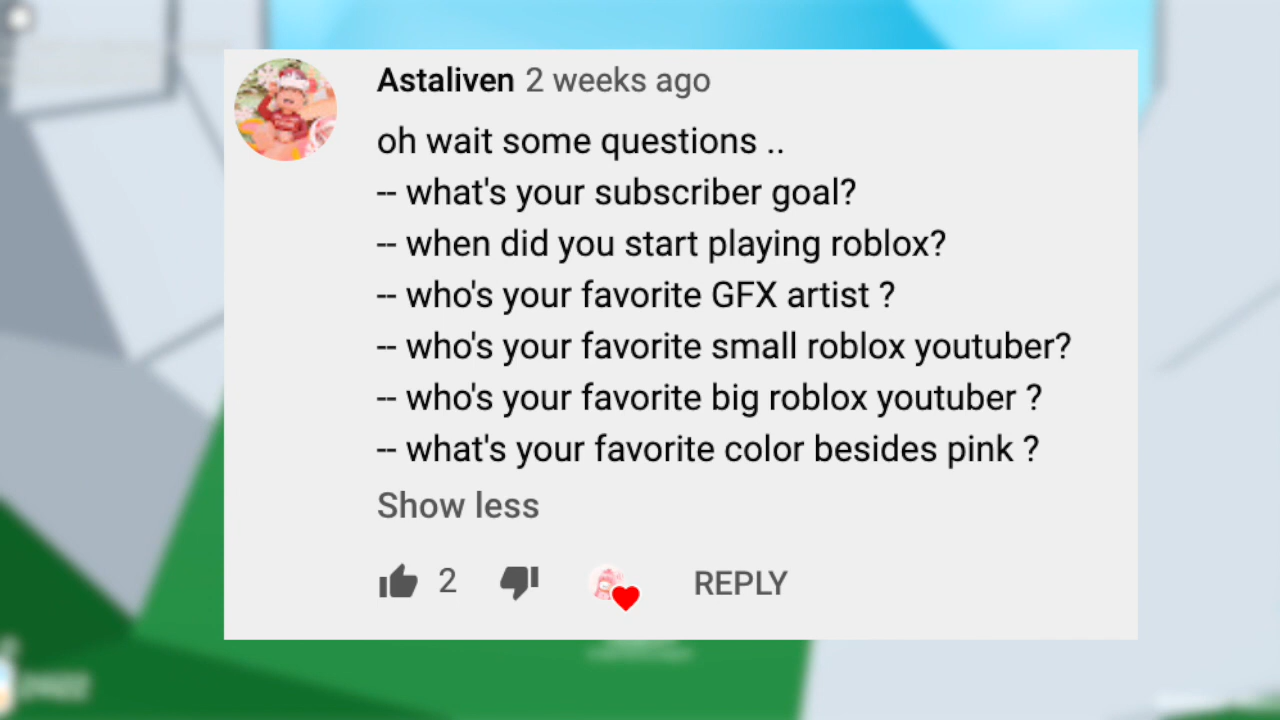 Astaliven 2 weeks ago
oh wait some questions ..
-- what's your subscriber goal?
-- when did you start playing roblox?
-- who's your favorite GFX artist ?
-- who's your favorite small roblox youtuber?
-- who's your favorite big roblox youtuber ?
-- what's your favorite color besides pink ?
Show less
2
REPLY